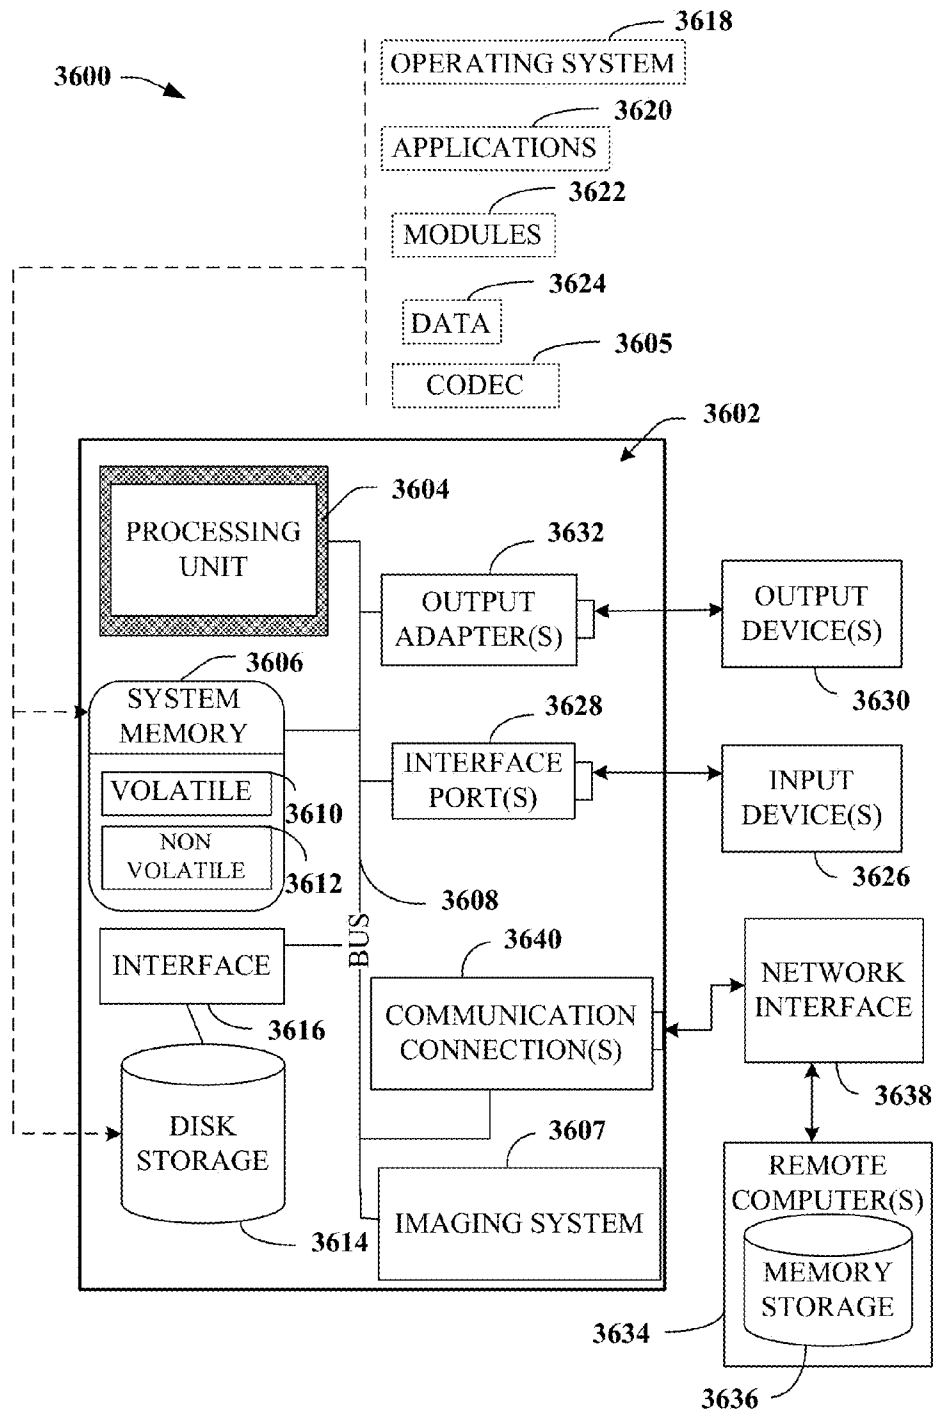 3618
OPERATING SYSTEM
3600
3620
APPLICATIONS
3622
MODULES
3624
DATA
3605
CODEC
3602
3604
PROCESSING
UNIT
3632
OUTPUT
ADAPTER(S)
OUTPUT
DEVICE(S)
3630
3606
SYSTEM
MEMORY
VOLATILE
3610
NON
VOLATILE
3612
3628
INTERFACE
PORT(S)
INPUT
DEVICE(S)
3626
3608
BUS
INTERFACE
3616
3640
COMMUNICATION
CONNECTION(S)
NETWORK
INTERFACE
3638
DISK
STORAGE
3614
3607
IMAGING SYSTEM
REMOTE
COMPUTER(S)
MEMORY
STORAGE
3634
3636